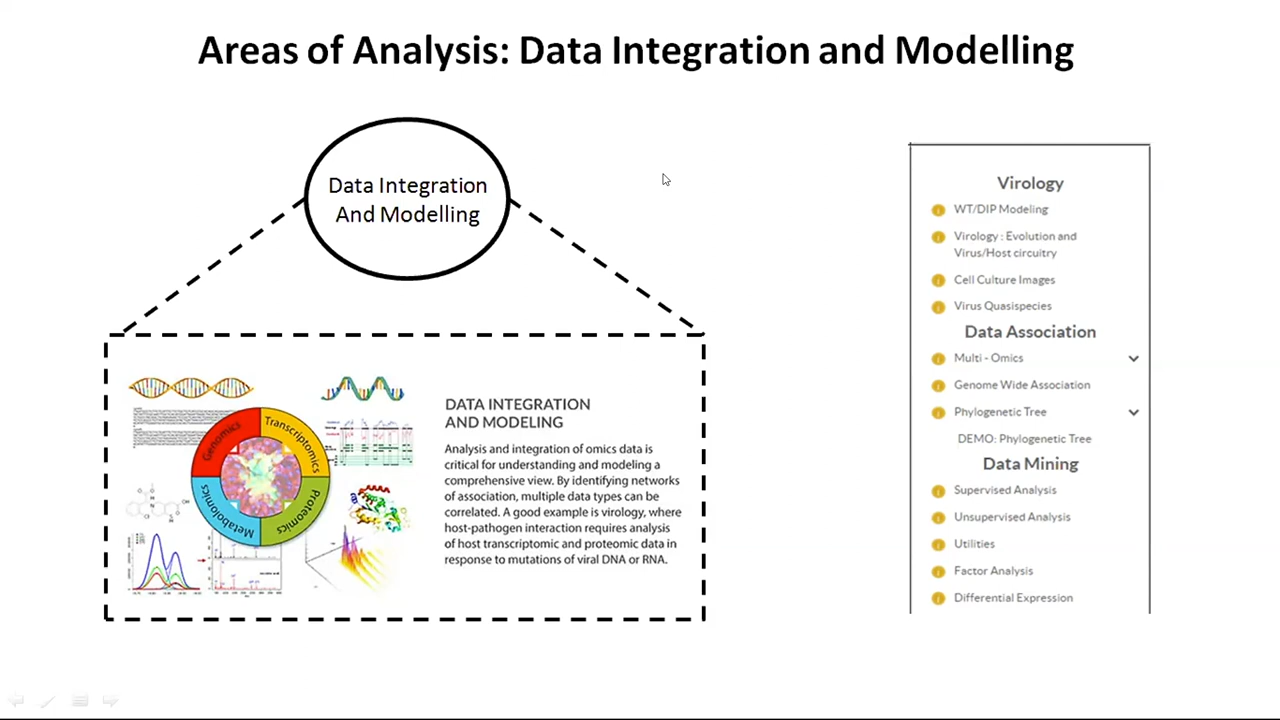 Areas of Analysis: Data Integration and Modelling
Data Integration
And Modelling
Genomics
Transcriptomics
Metabolomics
Proteomics
DATA INTEGRATION
AND MODELING
Analysis and integration of omics data is
critical for understanding and modeling a
comprehensive view. By identifying networks
of association, multiple data types can be
correlated. A good example is virology, where
host-pathogen interaction requires analysis
of host transcriptomic and proteomic data in
response to mutations of viral DNA or RNA.
Virology
WT/DIP Modeling
Virology : Evolution and
Virus/Host circuitry
Cell Culture Images
Virus Quasispecies
Data Association
Multi - Omics
Genome Wide Association
Phylogenetic Tree
DEMO: Phylogenetic Tree
Data Mining
Supervised Analysis
Unsupervised Analysis
Utilities
Factor Analysis
Differential Expression